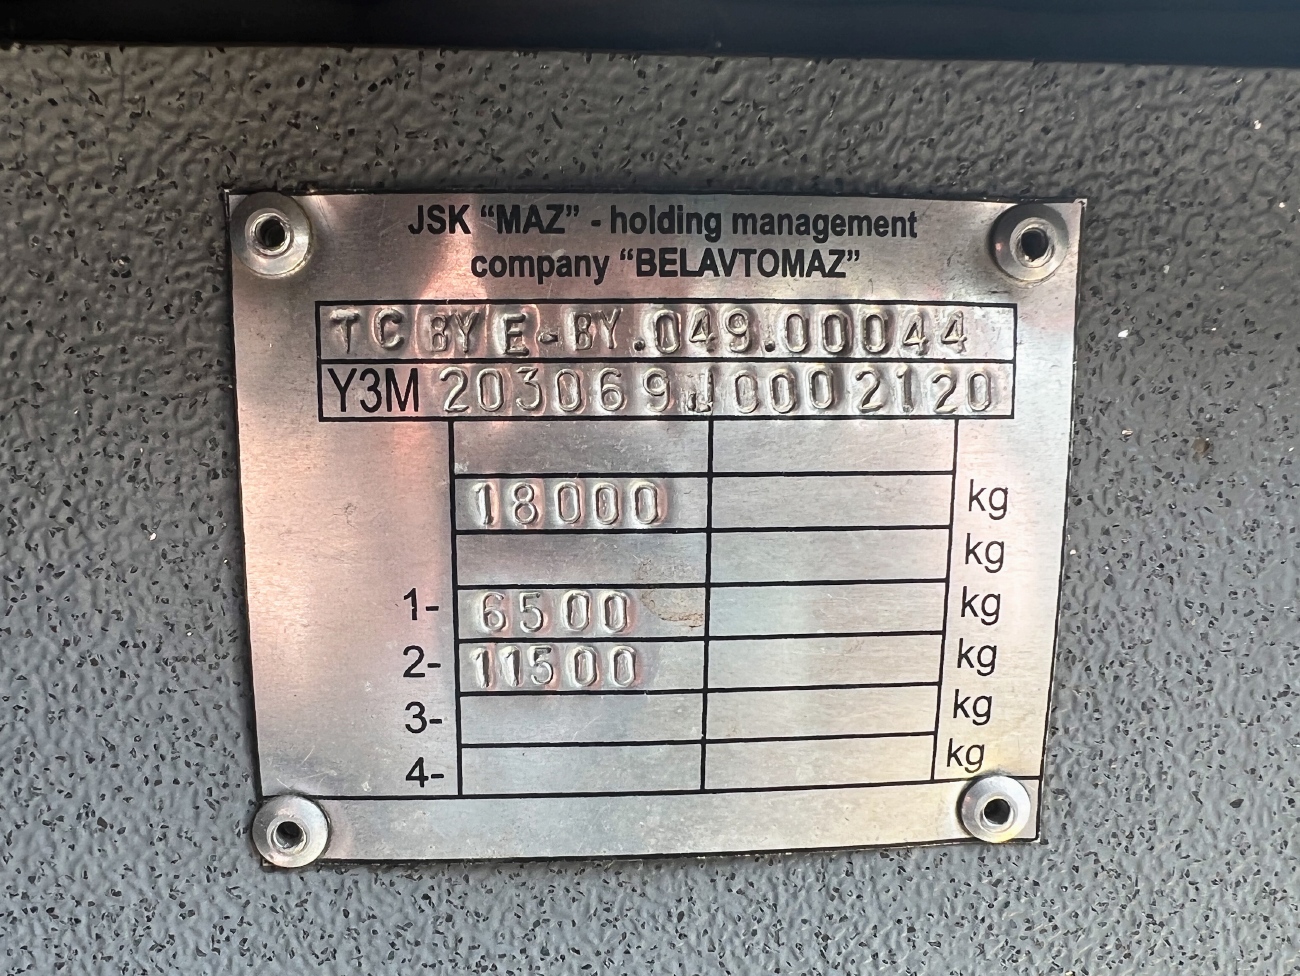 JSK “MAZ” - holding management
company “BELAVTOMAZ”
TC BY E-BY.049.00044
Y3M 203069J0002120
18000 kg
kg
1- 6500 kg
2- 11500 kg
3- kg
4- kg